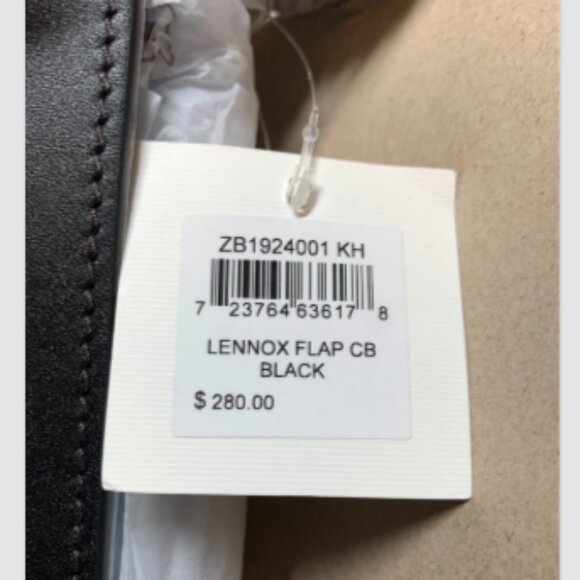 ZB1924001 KH
7 23764 63617 8
LENNOX FLAP CB
BLACK
$ 280.00